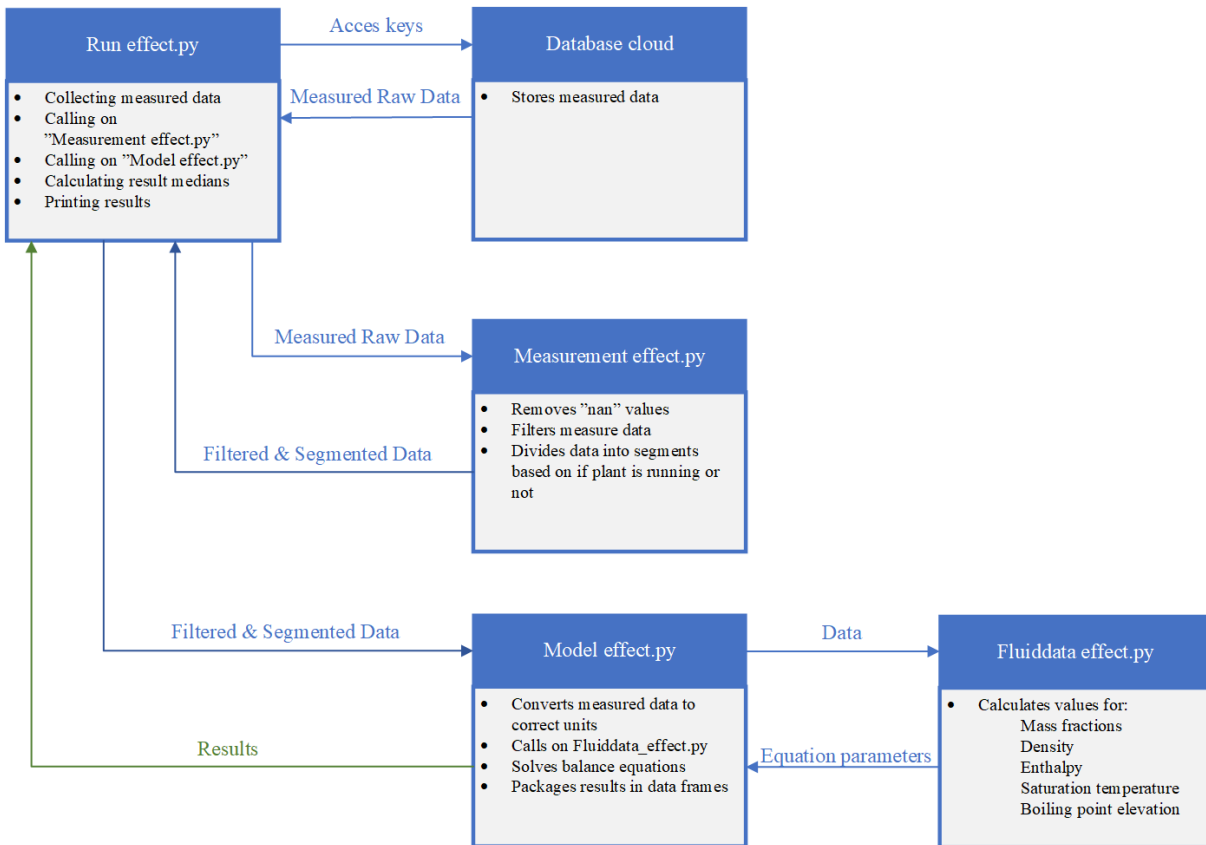 Run effect.py
Acces keys
Database cloud
• Collecting measured data
• Calling on
”Measurement effect.py”
• Calling on ”Model effect.py”
• Calculating result medians
• Printing results
Measured Raw Data
• Stores measured data
Measured Raw Data
Measurement effect.py
• Removes ”nan” values
• Filters measure data
• Divides data into segments
based on if plant is running or
not
Filtered & Segmented Data
Filtered & Segmented Data
Model effect.py
Data
Fluiddata effect.py
• Converts measured data to
correct units
• Calls on Fluiddata_effect.py
• Solves balance equations
• Packages results in data frames
Results
Equation parameters
• Calculates values for:
Mass fractions
Density
Enthalpy
Saturation temperature
Boiling point elevation